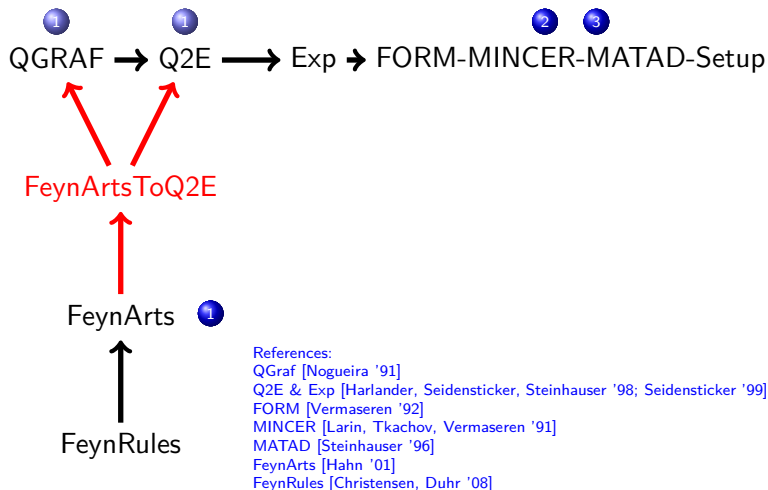 1 1 2 3
QGRAF Q2E Exp FORM-MINCER-MATAD-Setup
FeynArtsToQ2E
FeynArts 1
FeynRules
References:
QGraf [Nogueira '91]
Q2E & Exp [Harlander, Seidensticker, Steinhauser '98; Seidensticker '99]
FORM [Vermaseren '92]
MINCER [Larin, Tkachov, Vermaseren '91]
MATAD [Steinhauser '96]
FeynArts [Hahn '01]
FeynRules [Christensen, Duhr '08]